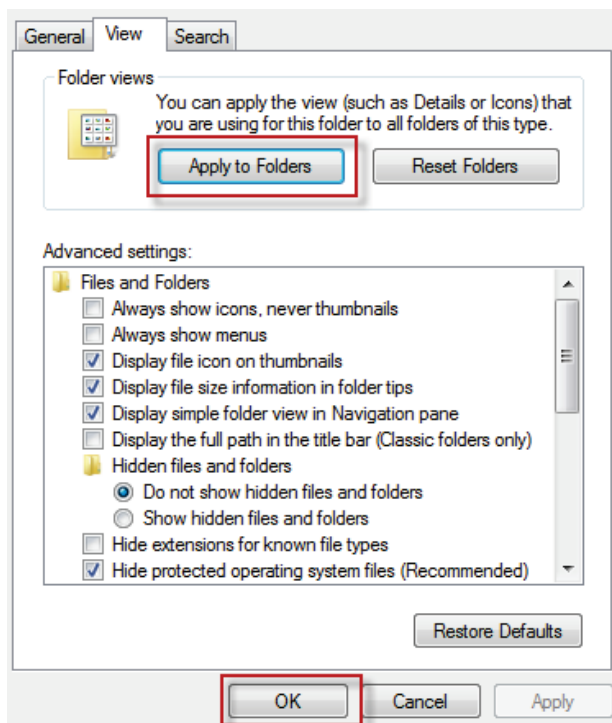 General View Search
Folder views
You can apply the view (such as Details or Icons) that
you are using for this folder to all folders of this type.
Apply to Folders Reset Folders
Advanced settings:
Files and Folders
Always show icons, never thumbnails
Always show menus
Display file icon on thumbnails
Display file size information in folder tips
Display simple folder view in Navigation pane
Display the full path in the title bar (Classic folders only)
Hidden files and folders
Do not show hidden files and folders
Show hidden files and folders
Hide extensions for known file types
Hide protected operating system files (Recommended)
Restore Defaults
OK Cancel Apply